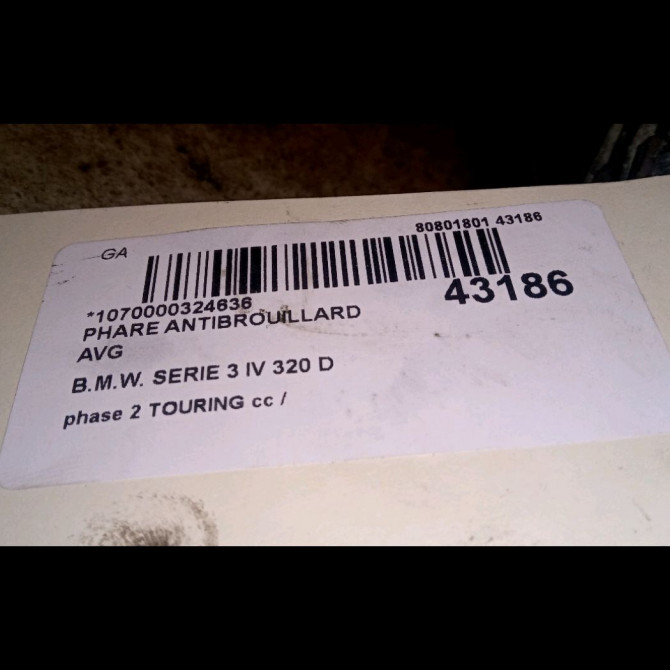 GA
80801801 43186
*1070000324636
43186
PHARE ANTIBROUILLARD
AVG
B.M.W. SERIE 3 IV 320 D
phase 2 TOURING cc /